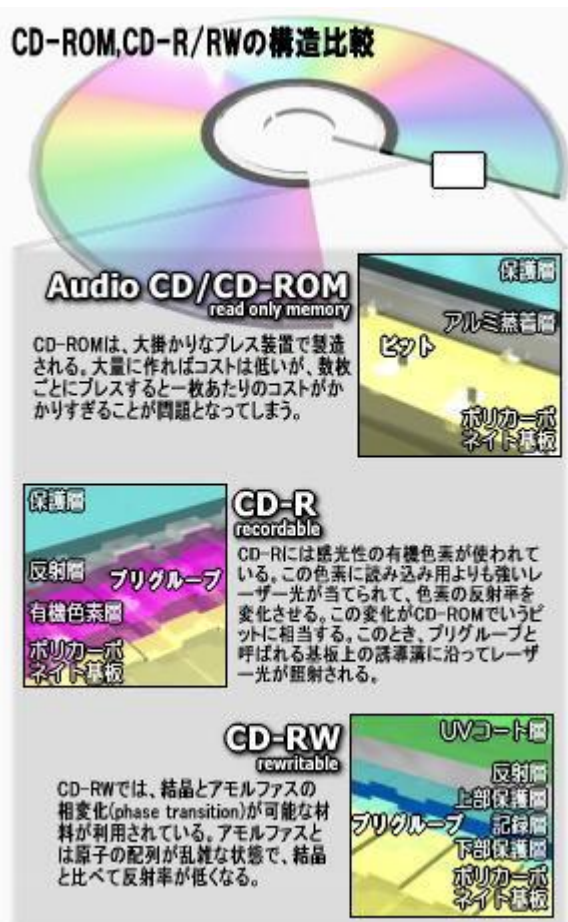 CD-ROM,CD-R/RWの構造比較
Audio CD/CD-ROM
read only memory
CD-ROMは、大掛かりなプレス装置で製造
される。大量に作ればコストは低いが、数枚
ごとにプレスすると一枚あたりのコストがか
かりすぎることが問題となってしまう。
保護層
アルミ蒸着層
ピット
ポリカーボ
ネイト基板
保護層
反射層
プリグルーブ
有機色素層
ポリカーボ
ネイト基板
CD-R
recordable
CD-Rには感光性の有機色素が使われて
いる。この色素に読み込み用よりも強いレ
ーザー光が当てられて、色素の反射率を
変化させる。この変化がCD-ROMでいうピ
ットに相当する。このとき、プリグルーブと
呼ばれる基板上の誘導溝に沿ってレーザ
ー光が照射される。
CD-RW
rewritable
CD-RWでは、結晶とアモルファスの
相変化(phase transition)が可能な材
料が利用されている。アモルファスと
は原子の配列が乱雑な状態で、結晶
と比べて反射率が低くなる。
UVコート層
反射層
上部保護層
プリグルーブ 記録層
下部保護層
ポリカーボ
ネイト基板